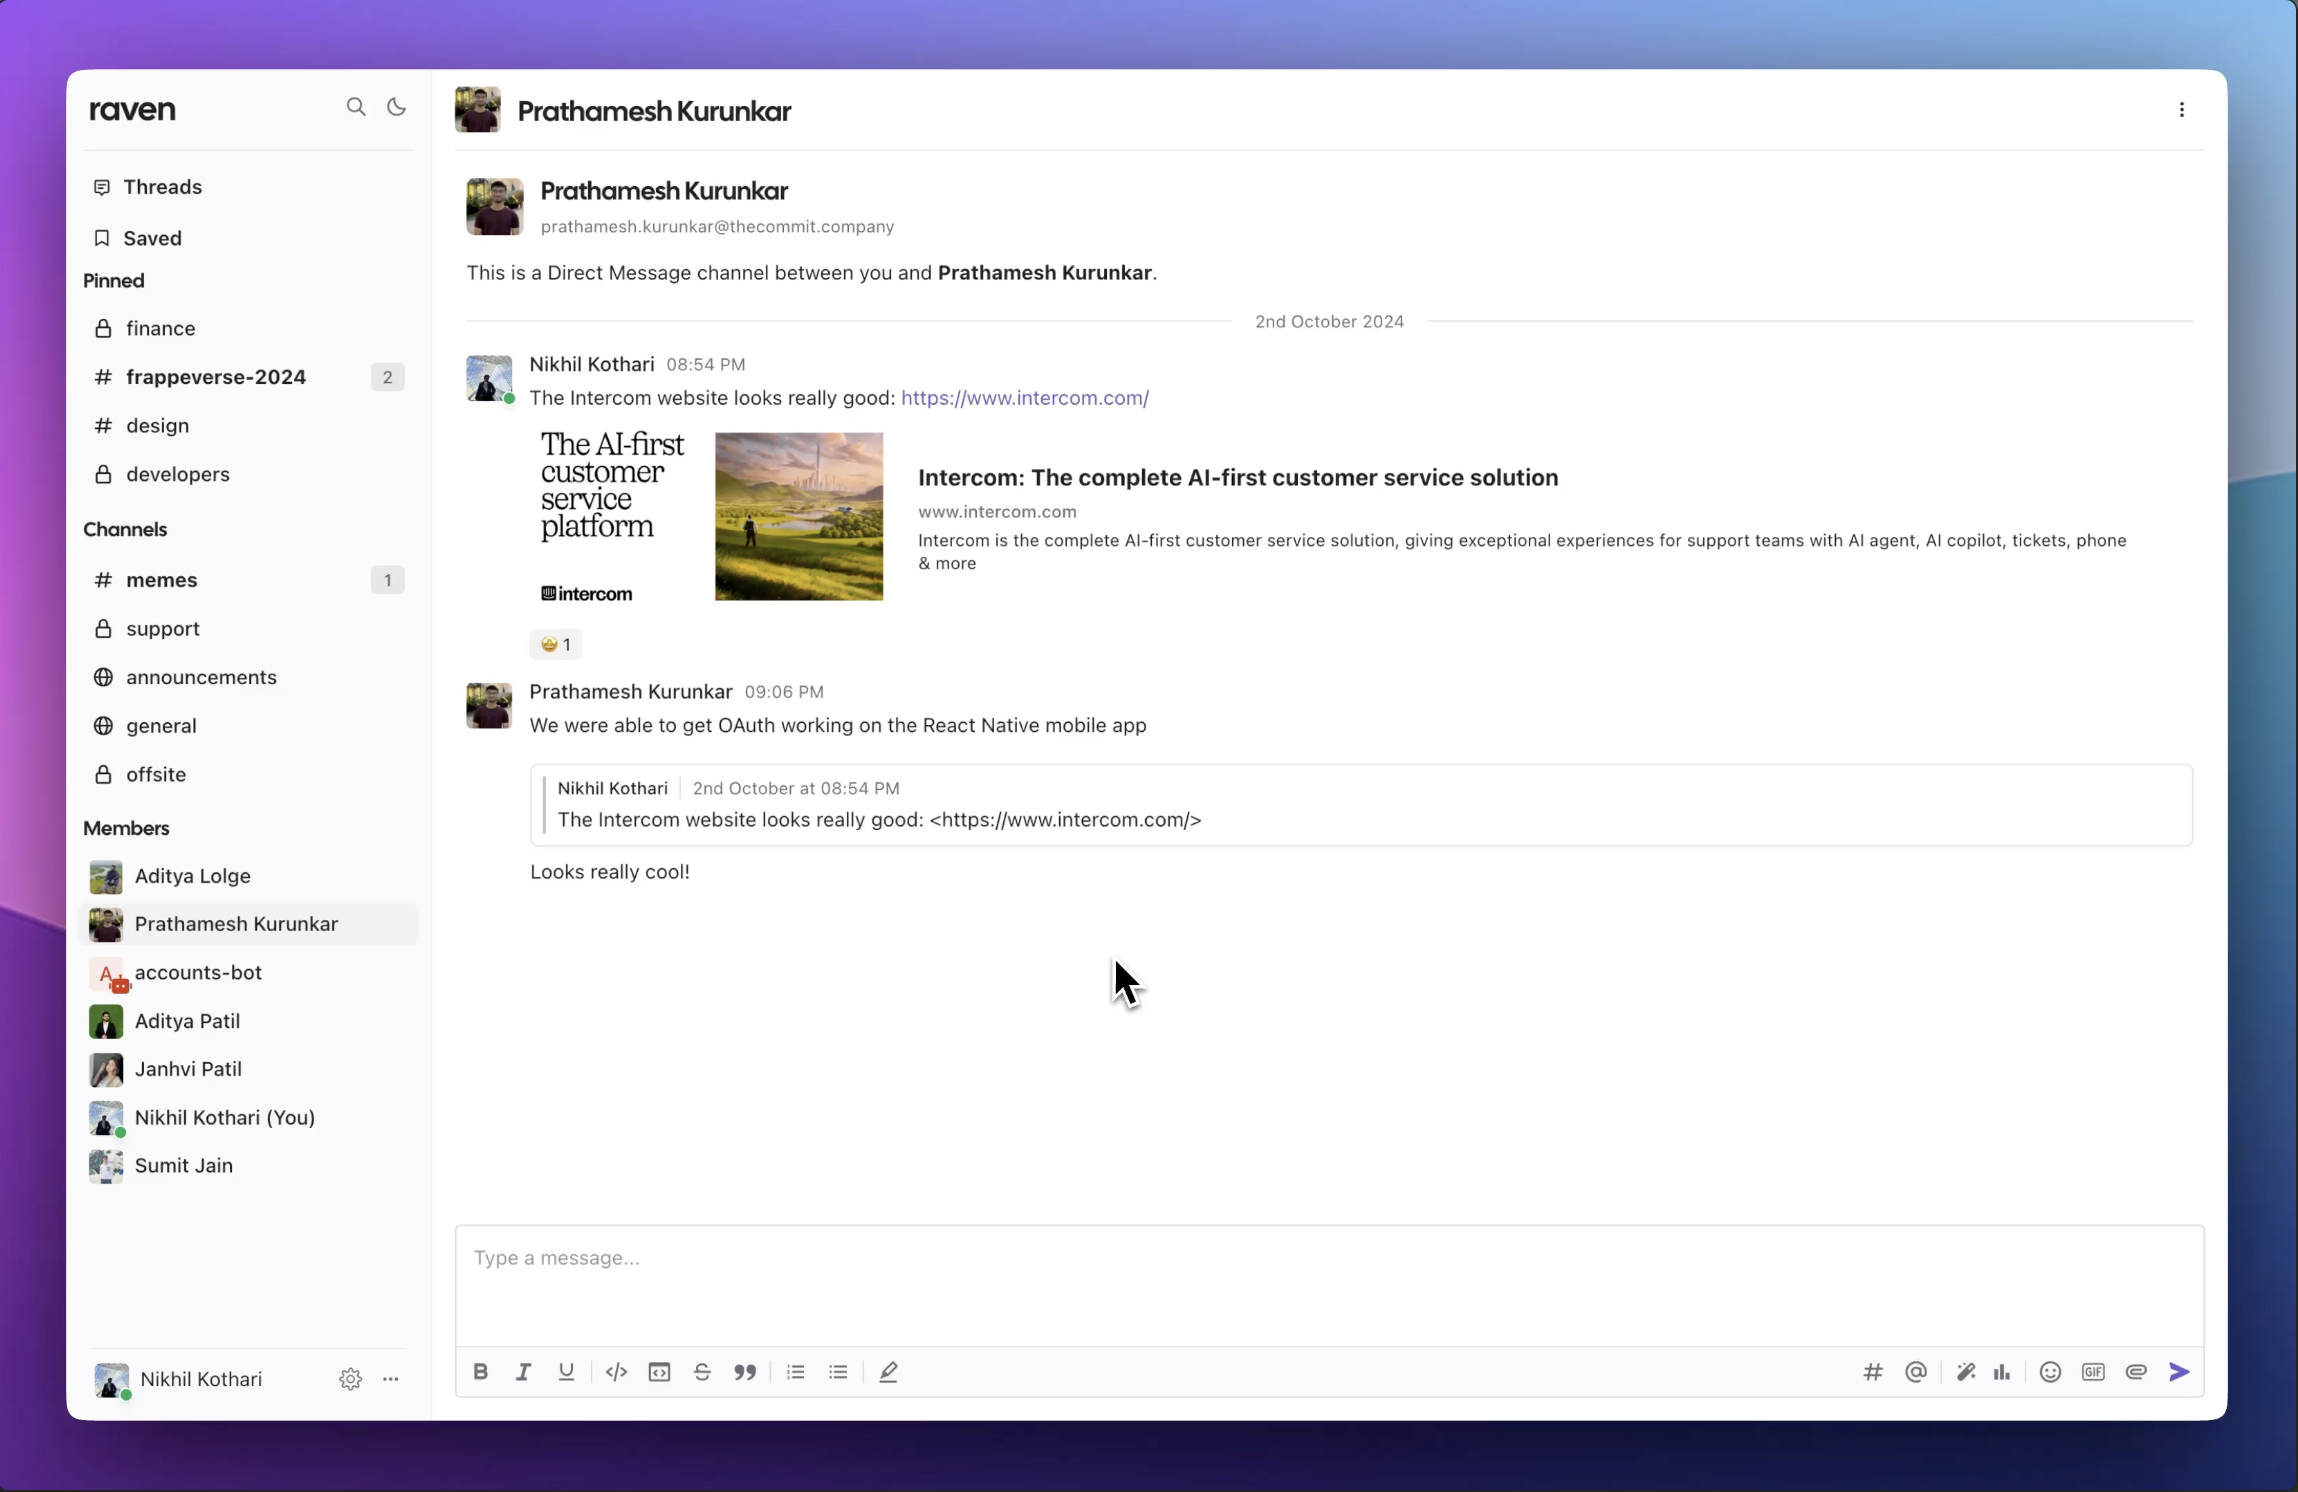 raven
Threads
Saved
Pinned
finance
frappeverse-2024 2
design
developers
Channels
memes 1
support
announcements
general
offsite
Members
Aditya Lolge
Prathamesh Kurunkar
A accounts-bot
Aditya Patil
Janhvi Patil
Nikhil Kothari (You)
Sumit Jain
Nikhil Kothari
Prathamesh Kurunkar
Prathamesh Kurunkar
prathamesh.kurunkar@thecommit.company
This is a Direct Message channel between you and Prathamesh Kurunkar.
2nd October 2024
Nikhil Kothari 08:54 PM
The Intercom website looks really good: https://www.intercom.com/
The AI-first
customer
service
platform
intercom
Intercom: The complete AI-first customer service solution
www.intercom.com
Intercom is the complete AI-first customer service solution, giving exceptional experiences for support teams with AI agent, AI copilot, tickets, phone
& more
1
Prathamesh Kurunkar 09:06 PM
We were able to get OAuth working on the React Native mobile app
Nikhil Kothari 2nd October at 08:54 PM
The Intercom website looks really good: <https://www.intercom.com/>
Looks really cool!
Type a message...
GIF